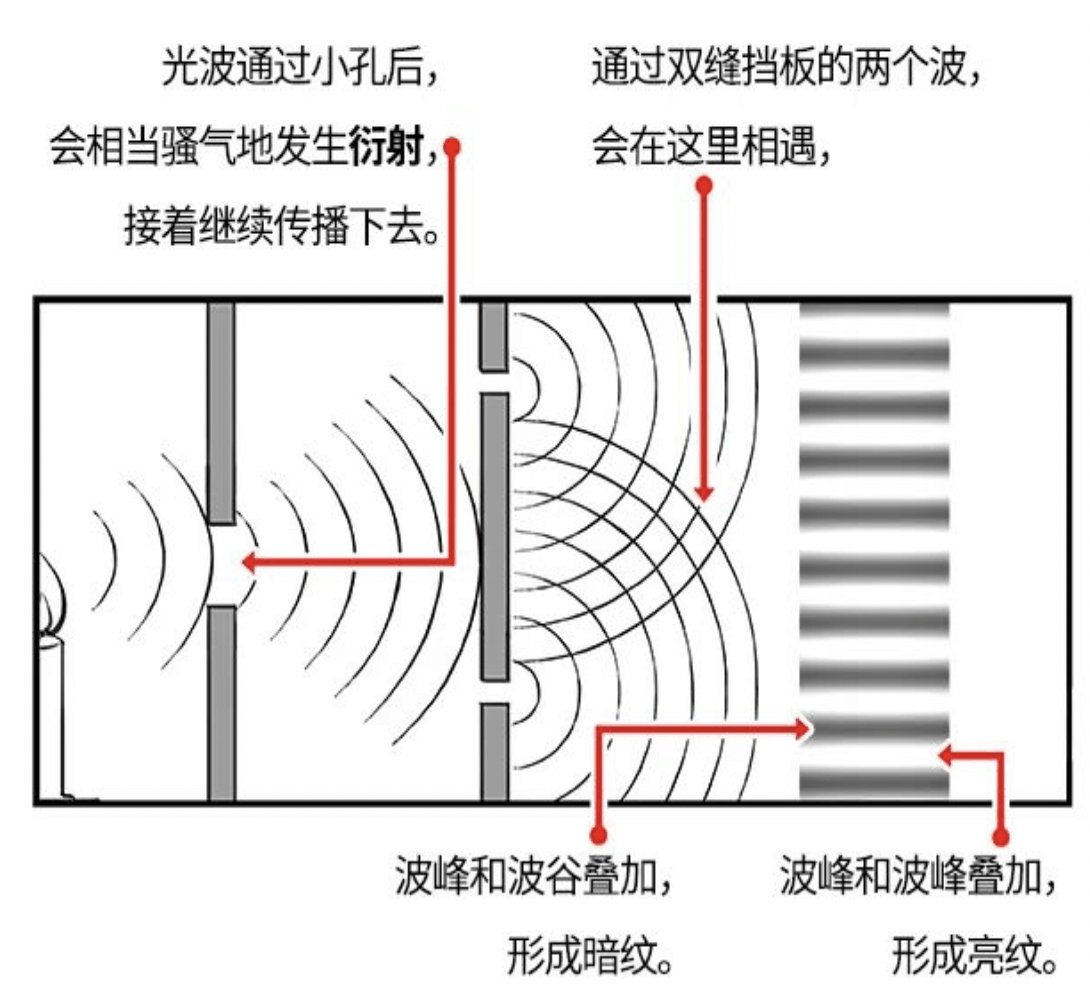 光波通过小孔后，
会相当骚气地发生衍射，
接着继续传播下去。
通过双缝挡板的两个波，
会在这里相遇，
波峰和波谷叠加，
形成暗纹。
波峰和波峰叠加，
形成亮纹。